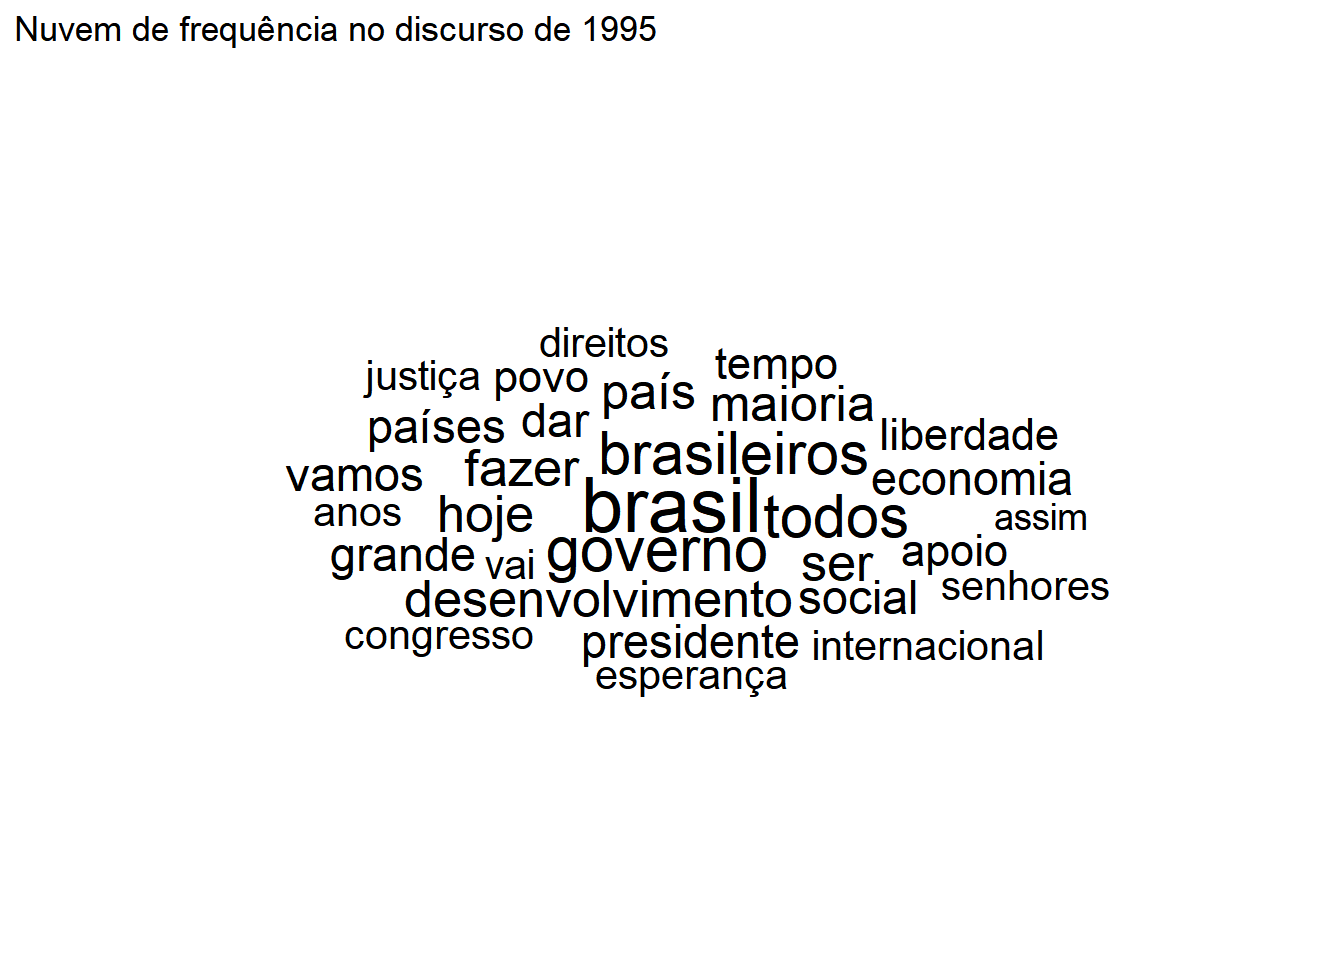 Nuvem de frequência no discurso de 1995
direitos
justiça povo país tempo
maioria
países dar liberdade
brasileiros
vamos fazer economia
brasil todos
anos hoje assim
grande vai governo ser apoio
senhores
desenvolvimento social
congresso presidente internacional
esperança